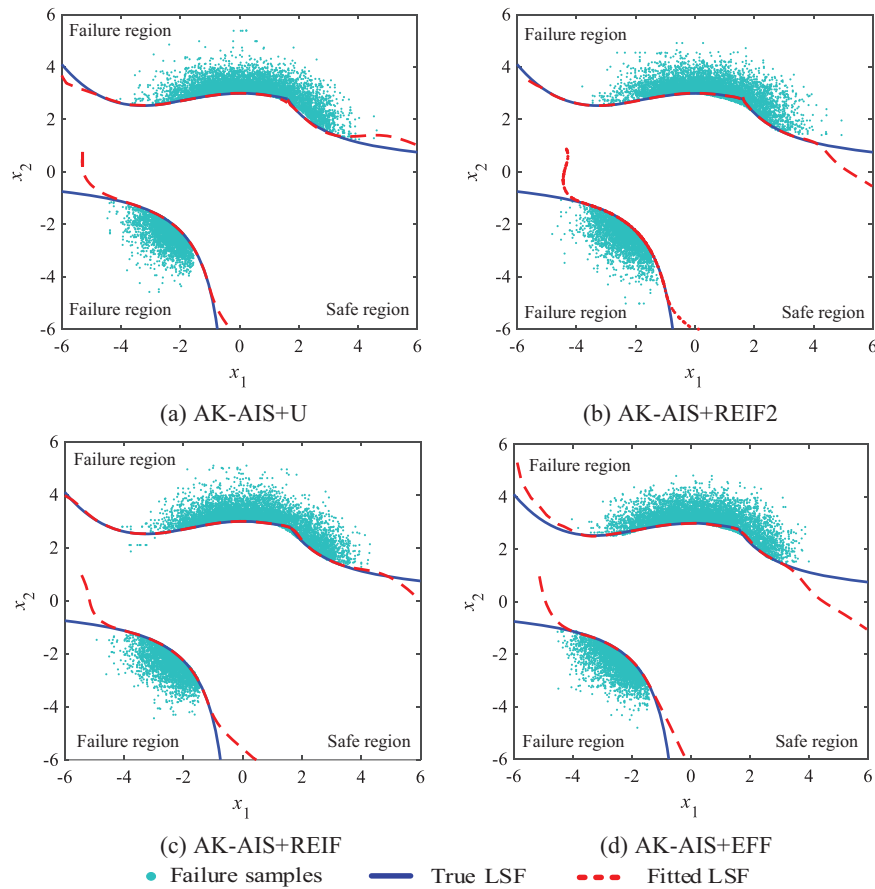 6
Failure region
4
2
x2
0
-2
-4
Failure region
Safe region
-6
-6 -4 -2 0 2 4 6
x1
(a) AK-AIS+U
6
Failure region
4
2
x2
0
-2
-4
Failure region
Safe region
-6
-6 -4 -2 0 2 4 6
x1
(b) AK-AIS+REIF2
6
Failure region
4
2
x2
0
-2
-4
Failure region
Safe region
-6
-6 -4 -2 0 2 4 6
x1
(c) AK-AIS+REIF
6
Failure region
4
2
x2
0
-2
-4
Failure region
Safe region
-6
-6 -4 -2 0 2 4 6
x1
(d) AK-AIS+EFF
Failure samples True LSF Fitted LSF